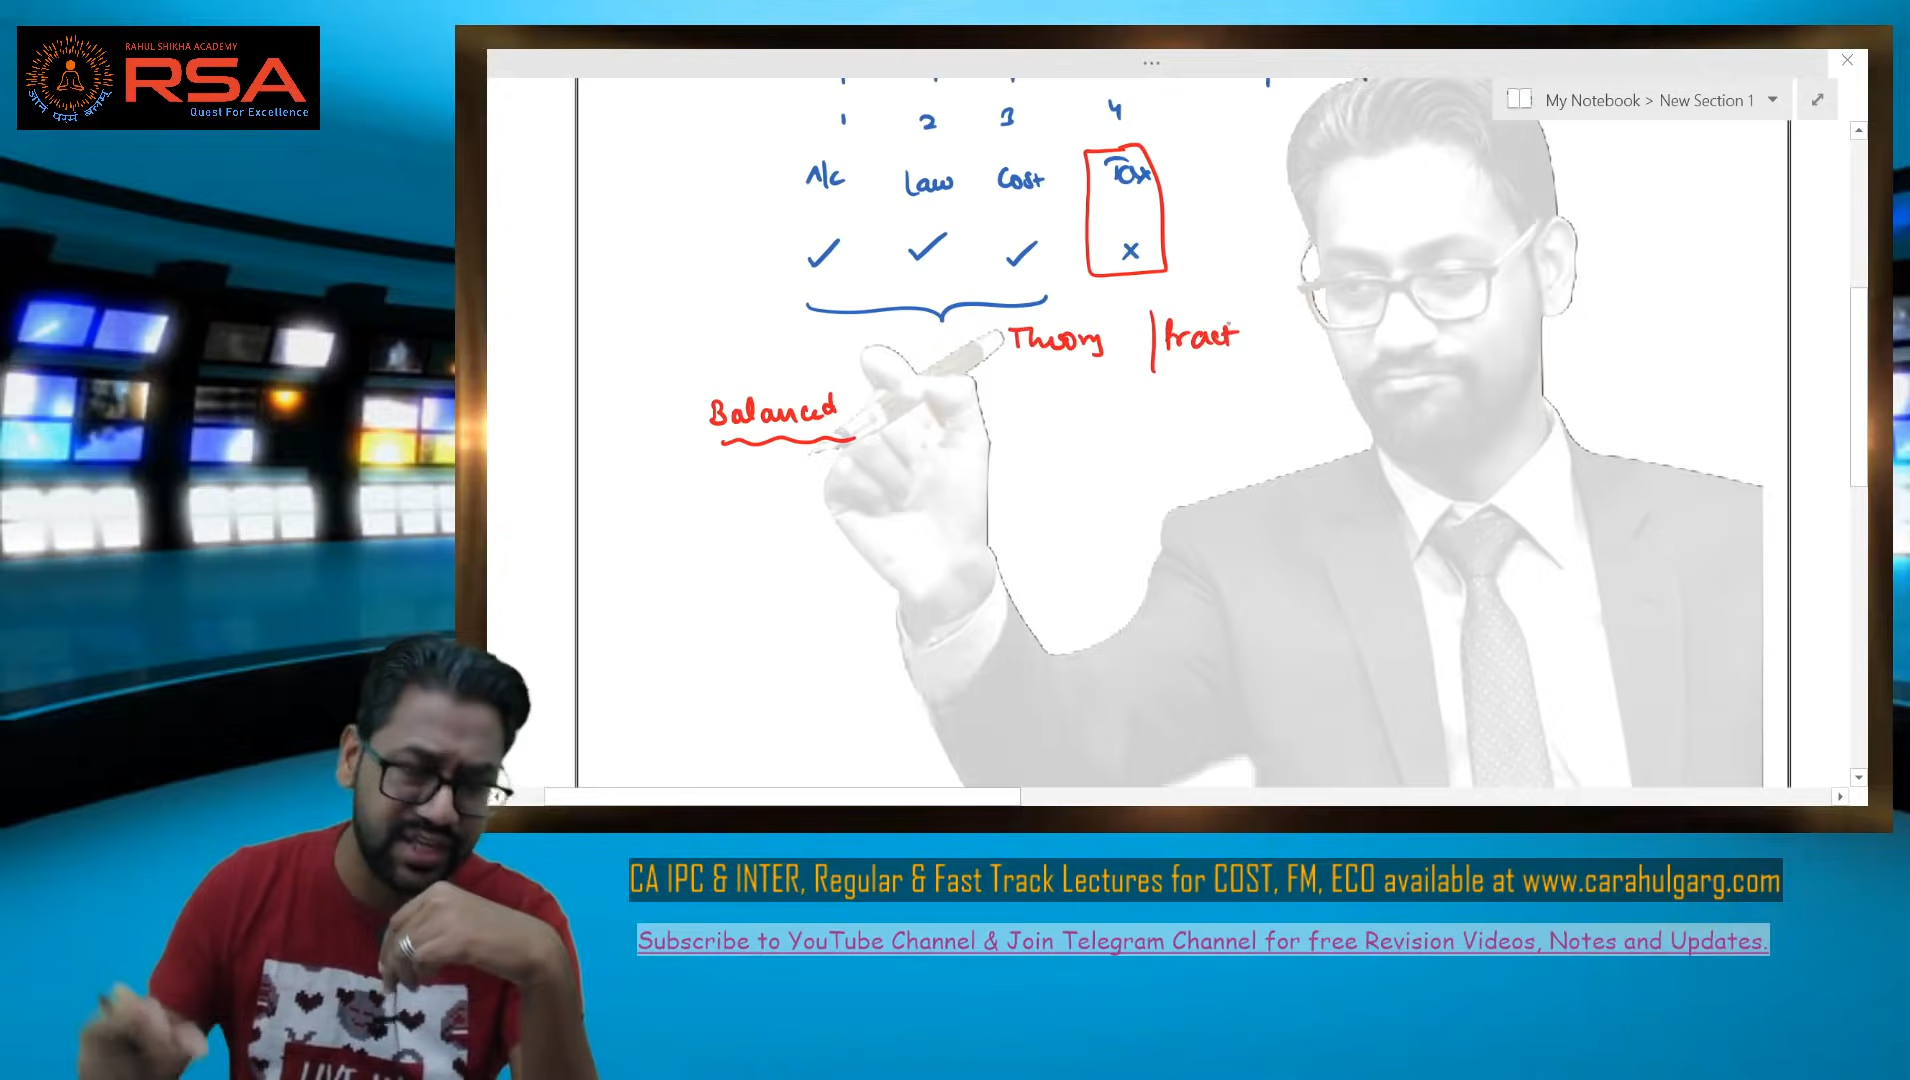 RAHUL SHIKHA ACADEMY
RSA
Quest For Excellence
ज्ञानं परमं बलम्
My Notebook > New Section 1
1 2 3 4
A/c Law Cost Tax
✓ ✓ ✓ x
Theory | Pract
Balanced
CA IPC & INTER, Regular & Fast Track Lectures for COST, FM, ECO available at www.carahulgarg.com
Subscribe to YouTube Channel & Join Telegram Channel for free Revision Videos, Notes and Updates.